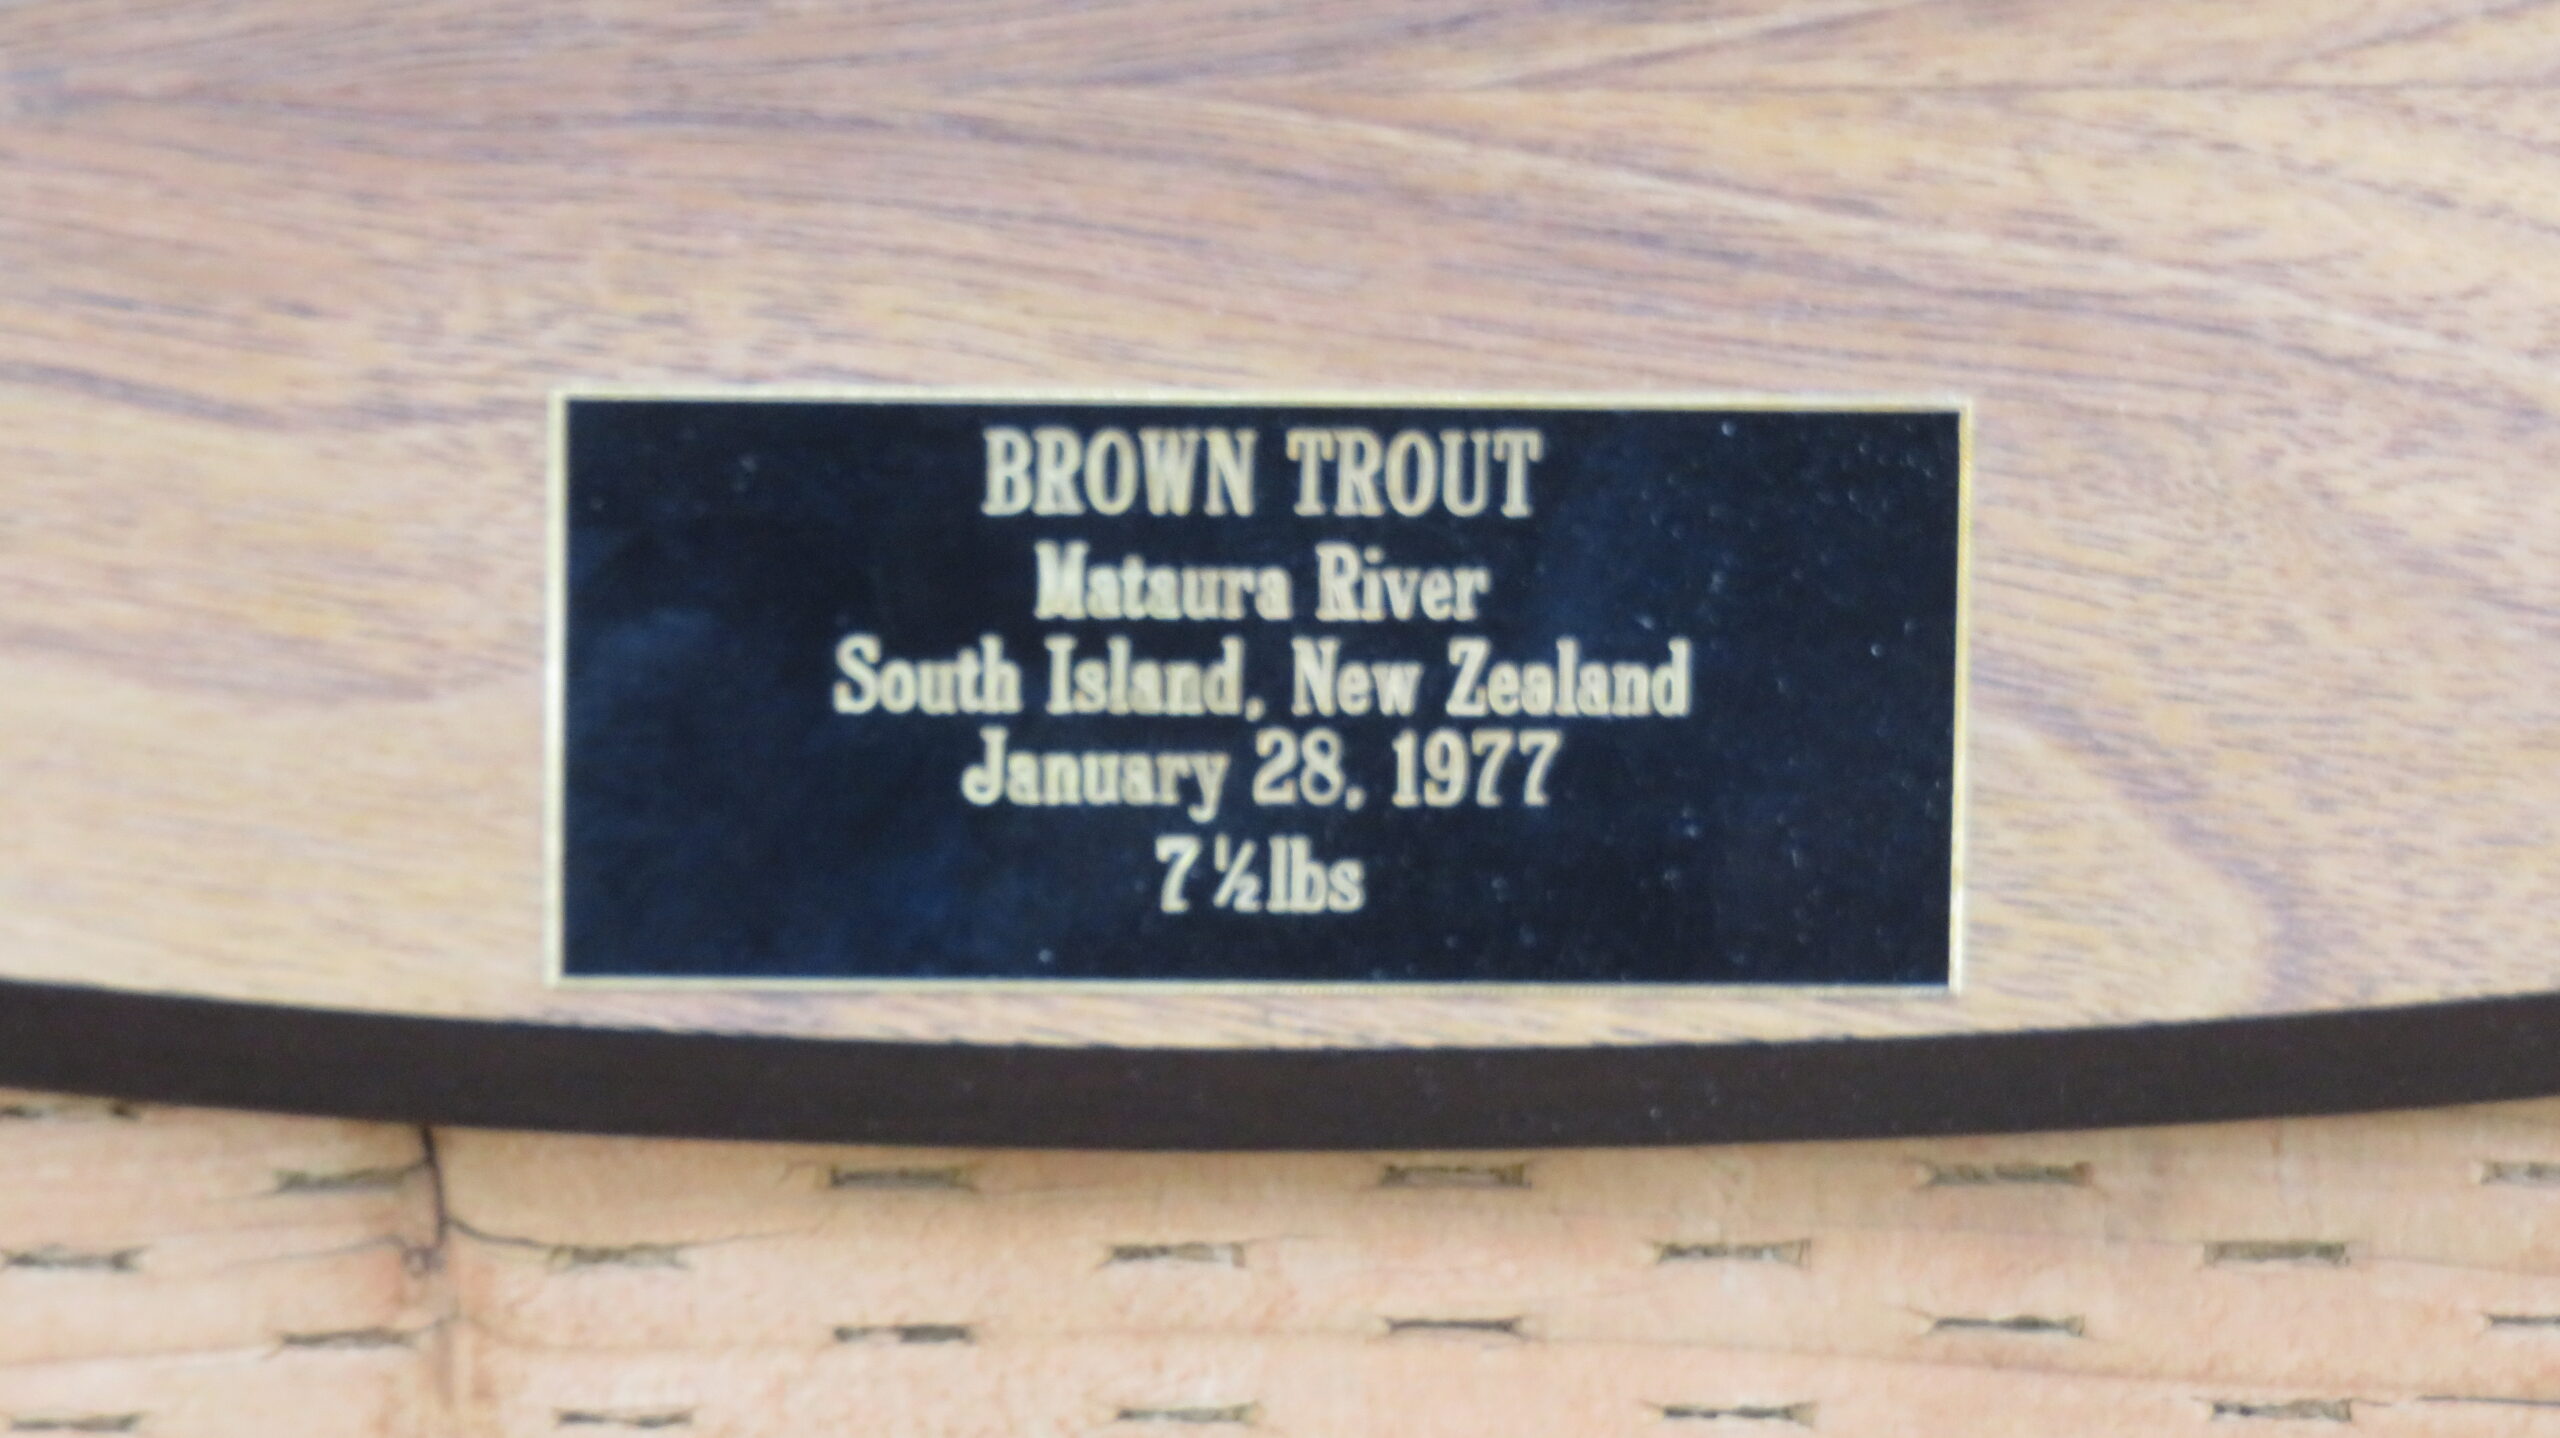 BROWN TROUT
Mataura River
South Island, New Zealand
January 28, 1977
7 ½ lbs